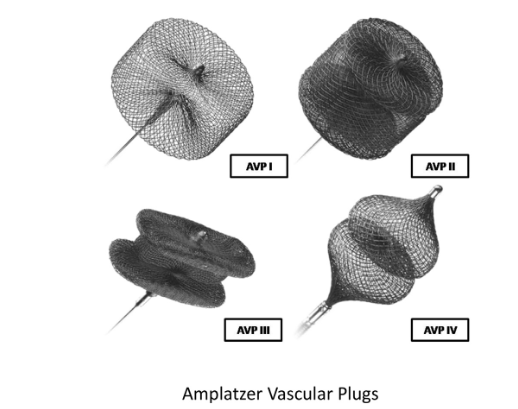 AVP I
AVP II
AVP III
AVP IV
Amplatzer Vascular Plugs